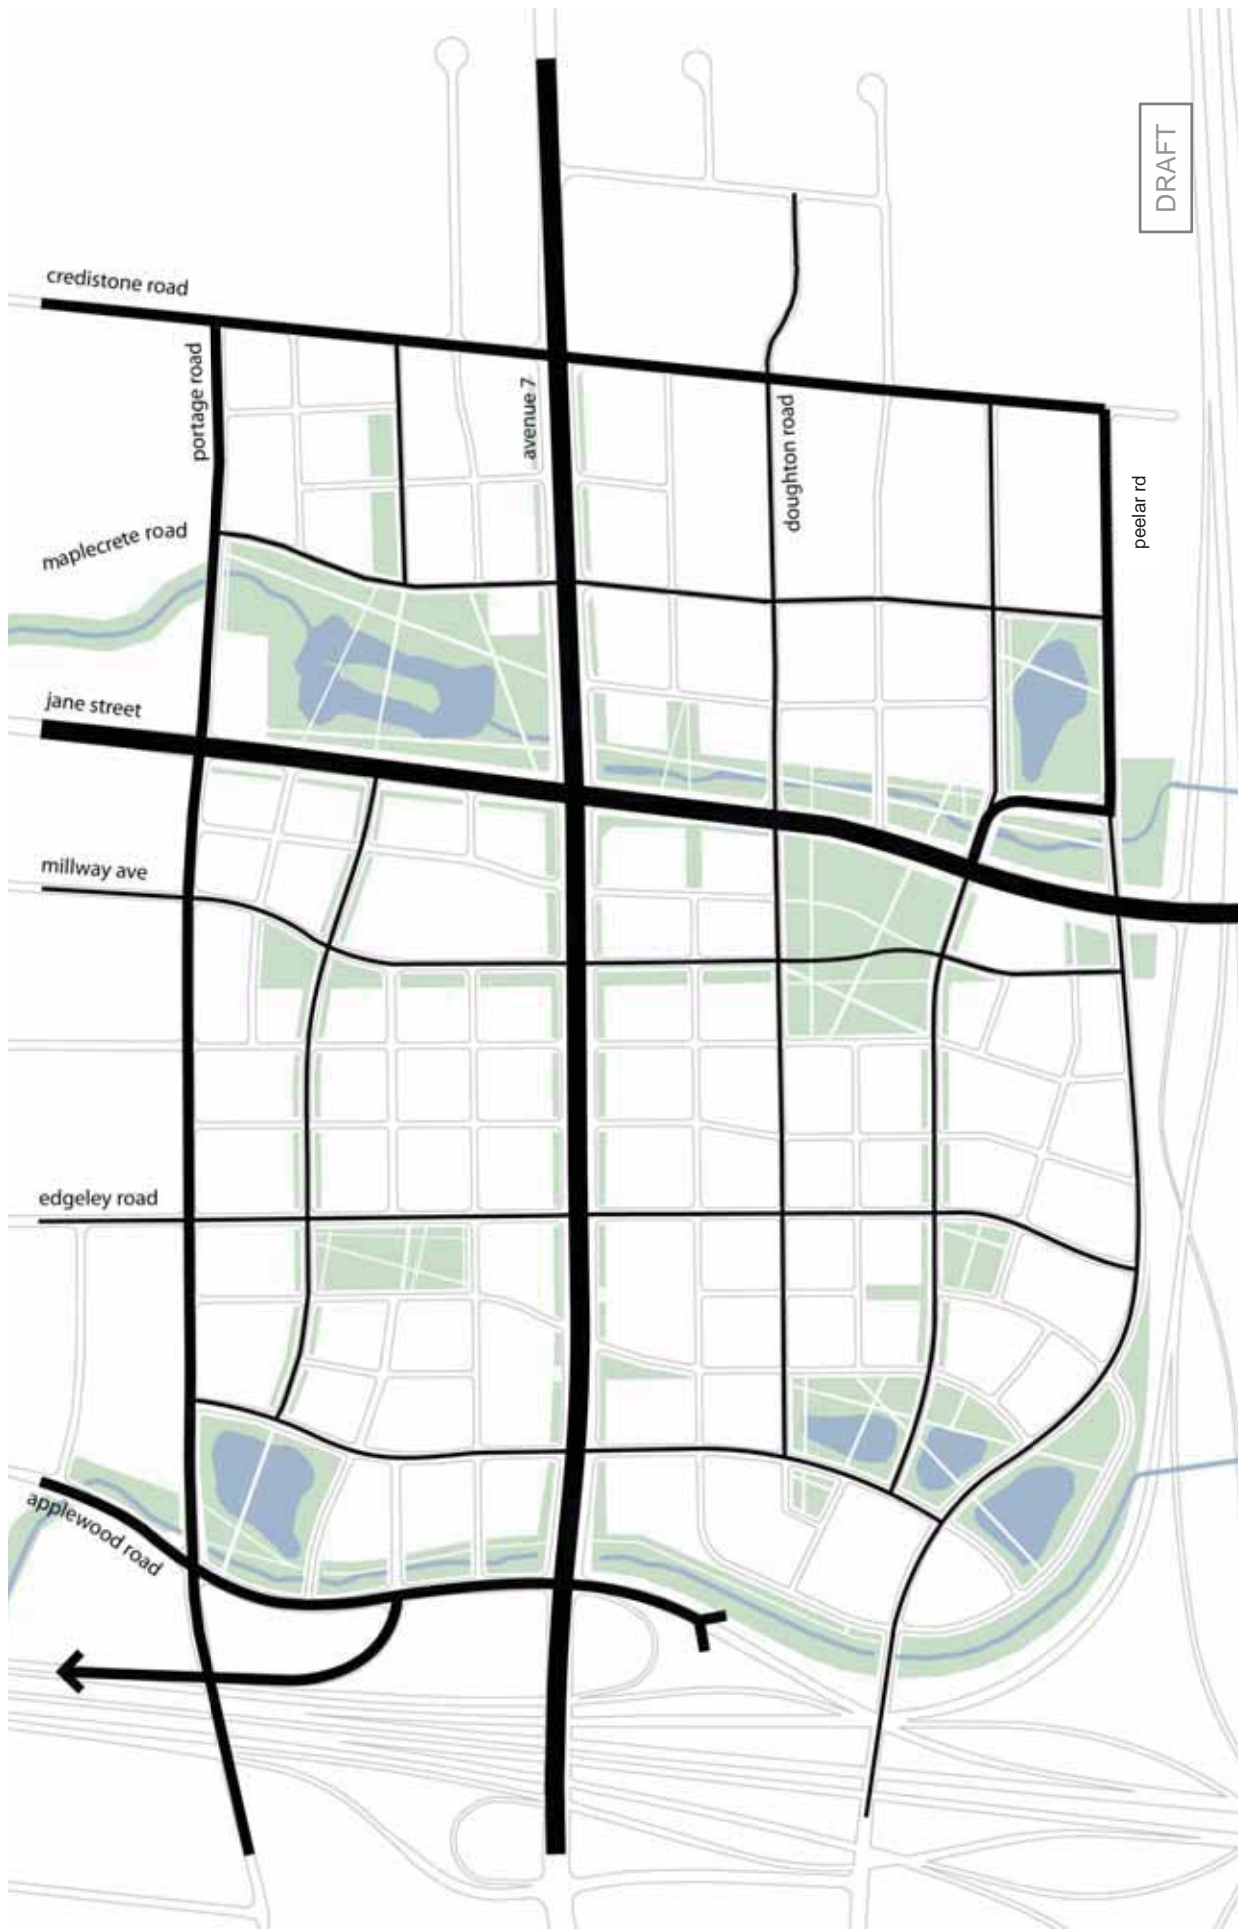 DRAFT
credistone road
portage road
avenue 7
doughton road
peelar rd
maplecrete road
jane street
millway ave
edgeley road
applewood road